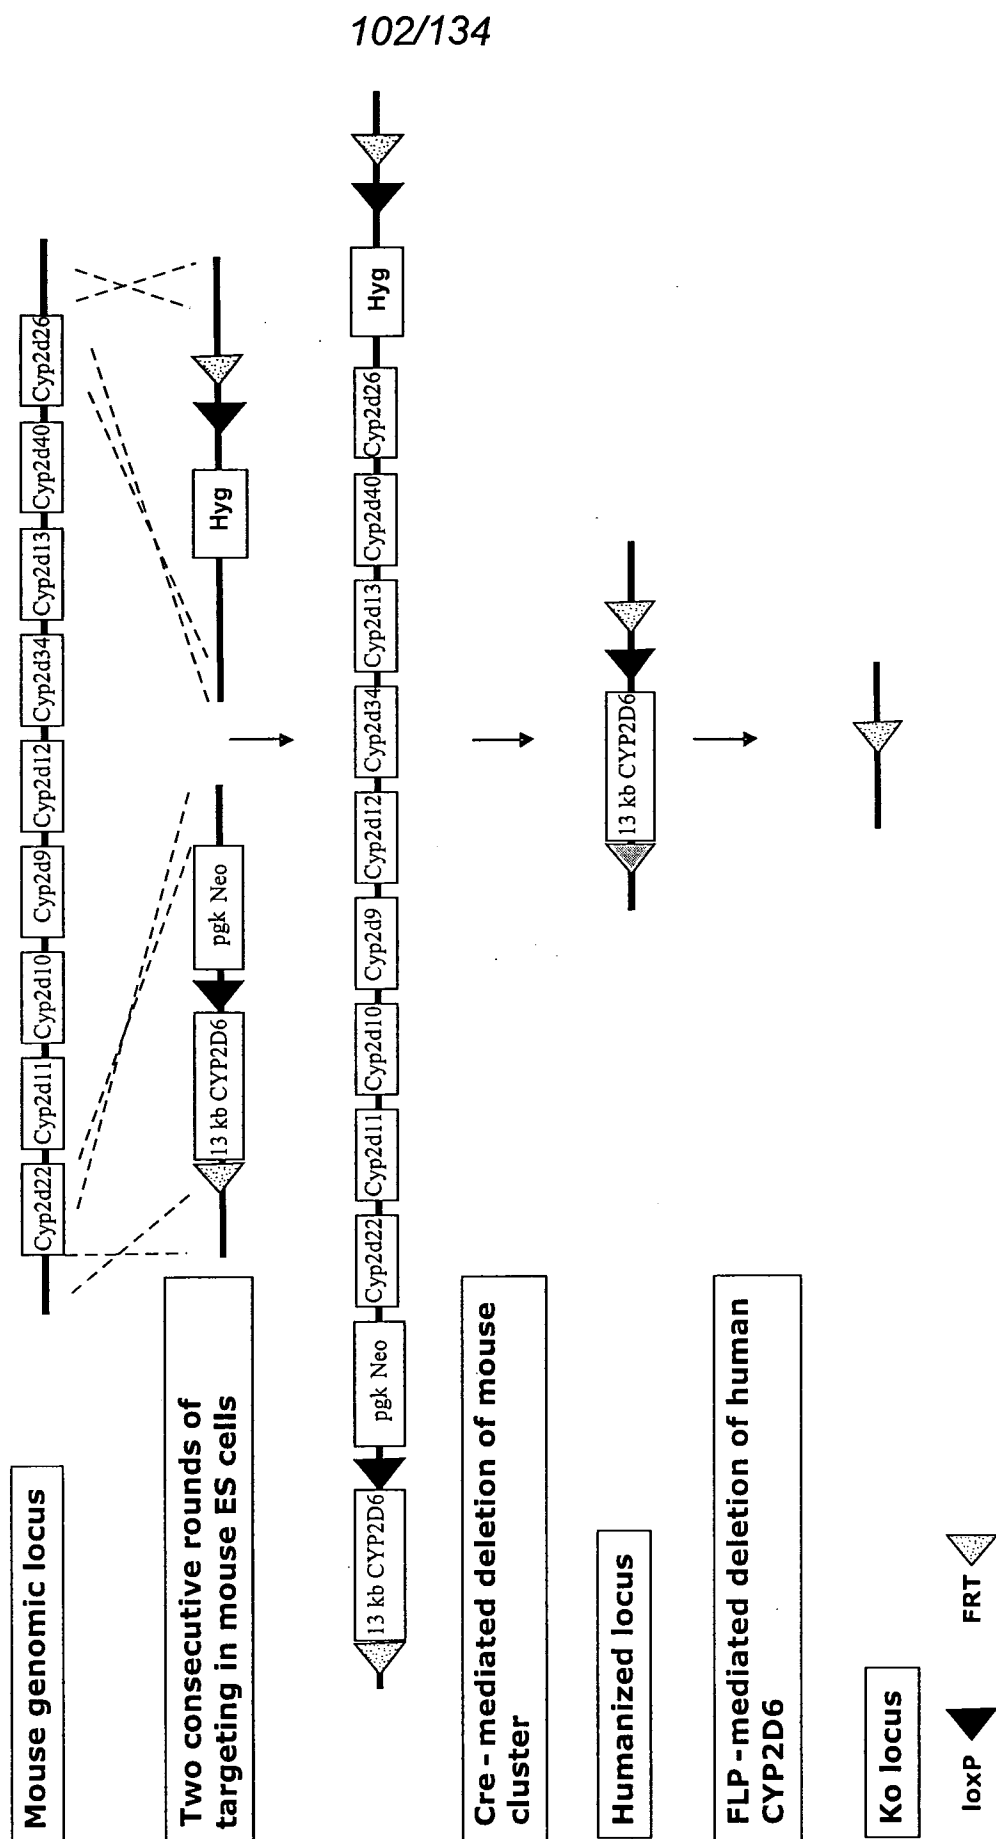 102/134
Mouse genomic locus
Cyp2d22
Cyp2d11
Cyp2d10
Cyp2d9
Cyp2d12
Cyp2d34
Cyp2d13
Cyp2d40
Cyp2d26
Two consecutive rounds of
targeting in mouse ES cells
13 kb CYP2D6
pgk Neo
Hyg
13 kb CYP2D6
pgk Neo
Cyp2d22
Cyp2d11
Cyp2d10
Cyp2d9
Cyp2d12
Cyp2d34
Cyp2d13
Cyp2d40
Cyp2d26
Hyg
Cre - mediated deletion of mouse
cluster
Humanized locus
13 kb CYP2D6
FLP -mediated deletion of human
CYP2D6
Ko locus
loxP
FRT